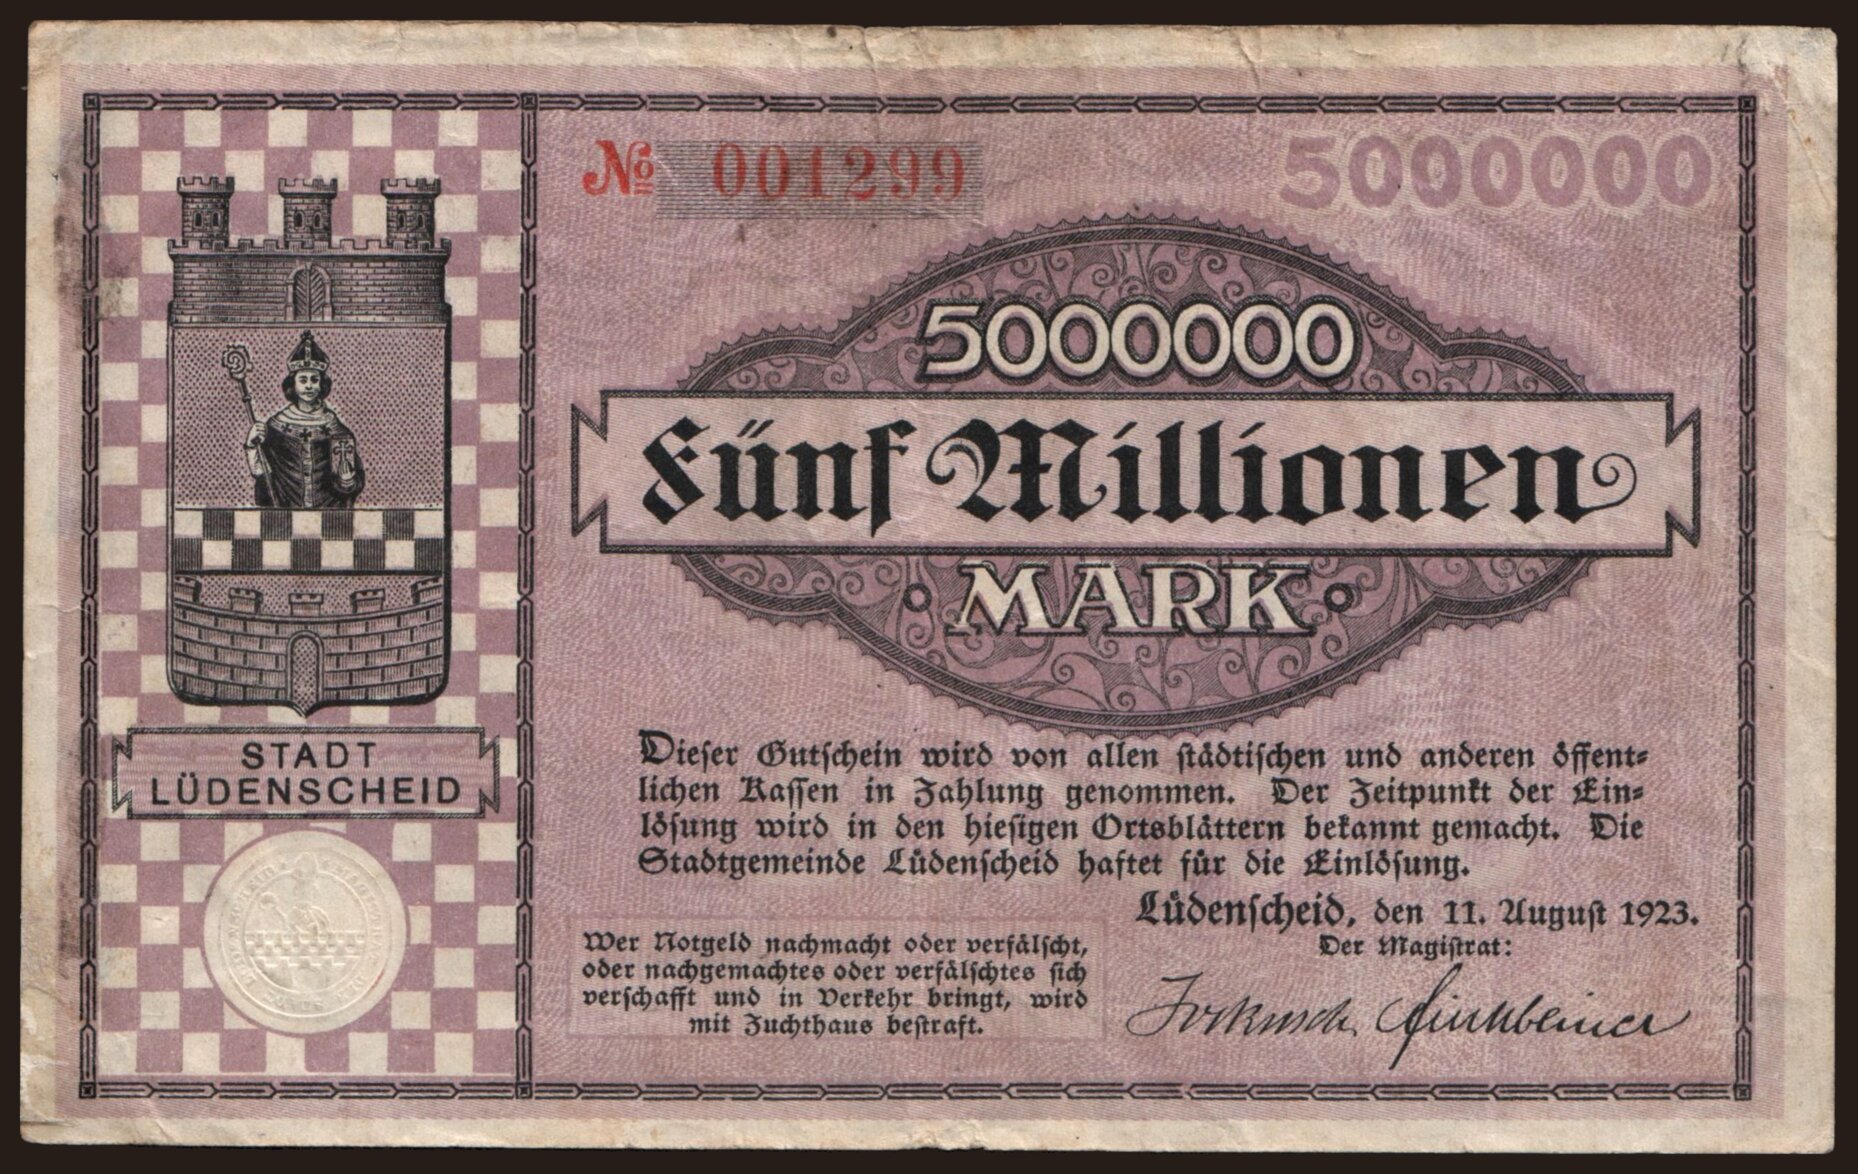 № 001299
5000000
5000000
Fünf Millionen
MARK
STADT
LÜDENSCHEID
Dieser Gutschein wird von allen städtischen und anderen öffent-
lichen Kassen in Zahlung genommen. Der Zeitpunkt der Ein-
lösung wird in den hiesigen Ortsblättern bekannt gemacht. Die
Stadtgemeinde Lüdenscheid haftet für die Einlösung.
Lüdenscheid, den 11. August 1923.
Der Magistrat:
Wer Notgeld nachmacht oder verfälscht,
oder nachgemachtes oder verfälschtes sich
verschafft und in Verkehr bringt, wird
mit Zuchthaus bestraft.